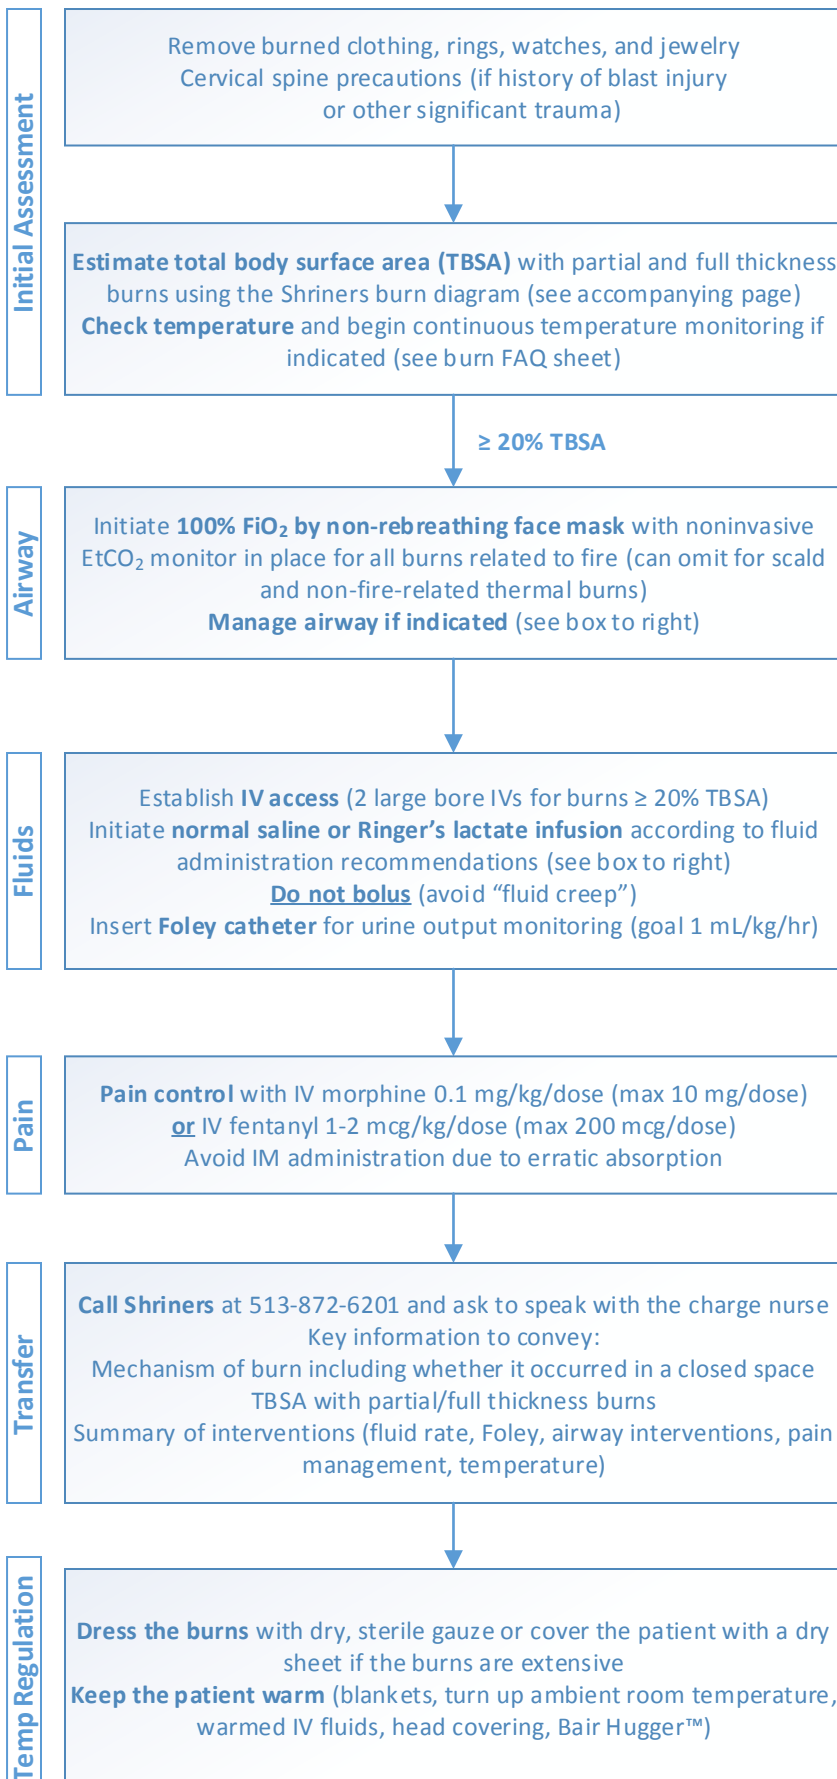 Initial Assessment
Remove burned clothing, rings, watches, and jewelry
Cervical spine precautions (if history of blast injury
or other significant trauma)
Estimate total body surface area (TBSA) with partial and full thickness
burns using the Shriners burn diagram (see accompanying page)
Check temperature and begin continuous temperature monitoring if
indicated (see burn FAQ sheet)
≥ 20% TBSA
Airway
Initiate 100% FiO₂ by non-rebreathing face mask with noninvasive
EtCO₂ monitor in place for all burns related to fire (can omit for scald
and non-fire-related thermal burns)
Manage airway if indicated (see box to right)
Fluids
Establish IV access (2 large bore IVs for burns ≥ 20% TBSA)
Initiate normal saline or Ringer’s lactate infusion according to fluid
administration recommendations (see box to right)
Do not bolus (avoid “fluid creep”)
Insert Foley catheter for urine output monitoring (goal 1 mL/kg/hr)
Pain
Pain control with IV morphine 0.1 mg/kg/dose (max 10 mg/dose)
or IV fentanyl 1-2 mcg/kg/dose (max 200 mcg/dose)
Avoid IM administration due to erratic absorption
Transfer
Call Shriners at 513-872-6201 and ask to speak with the charge nurse
Key information to convey:
Mechanism of burn including whether it occurred in a closed space
TBSA with partial/full thickness burns
Summary of interventions (fluid rate, Foley, airway interventions, pain
management, temperature)
Temp Regulation
Dress the burns with dry, sterile gauze or cover the patient with a dry
sheet if the burns are extensive
Keep the patient warm (blankets, turn up ambient room temperature,
warmed IV fluids, head covering, Bair Hugger™)